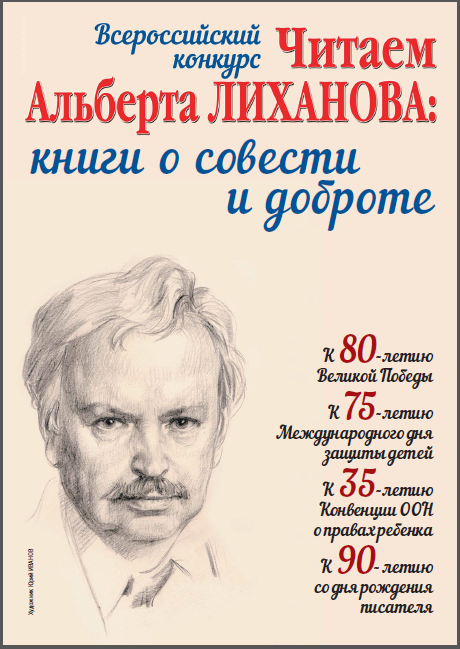 Всероссийский
конкурс
Читаем
Альберта ЛИХАНОВА:
книги о совести
и доброте
К 80-летию
Великой Победы
К 75-летию
Международного дня
защиты детей
К 35-летию
Конвенции ООН
о правах ребенка
К 90-летию
со дня рождения
писателя
Художник Юрий ИВАНОВ